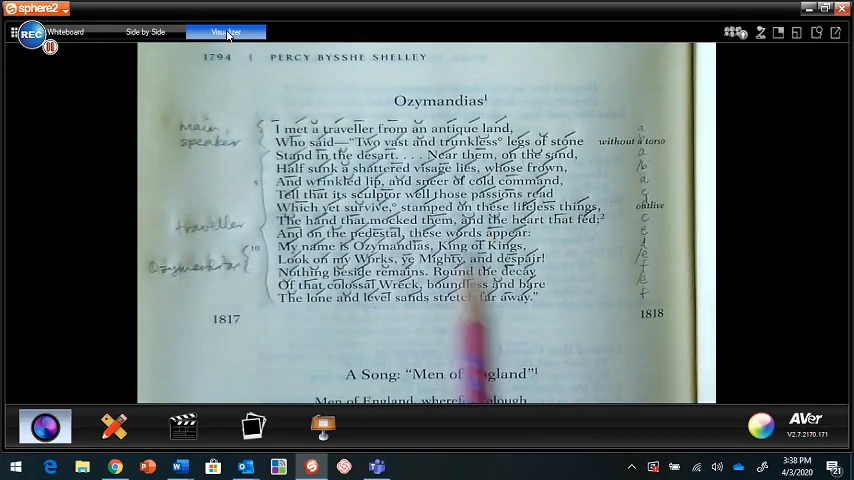 sphere2
REC
Whiteboard
Side by Side
Visualizer
1794 | PERCY BYSSHE SHELLEY
Ozymandias¹
I met a traveller from an antique land,
Who said—"Two vast and trunkless° legs of stone without a torso
Stand in the desart. . . . Near them, on the sand,
Half sunk a shattered visage lies, whose frown,
5 And wrinkled lip, and sneer of cold command,
Tell that its sculptor well those passions read
Which yet survive,° stamped on these lifeless things, outlive
The hand that mocked them, and the heart that fed;²
And on the pedestal, these words appear:
10 My name is Ozymandias, King of Kings,
Look on my Works, ye Mighty, and despair!
Nothing beside remains. Round the decay
Of that colossal Wreck, boundless and bare
The lone and level sands stretch far away."
main
speaker
traveller
Ozymandias
1817 1818
A Song: "Men of England"¹
Men of England, wherefore plough
AVer
V2.7.2170.171
3:38 PM
4/3/2020
21